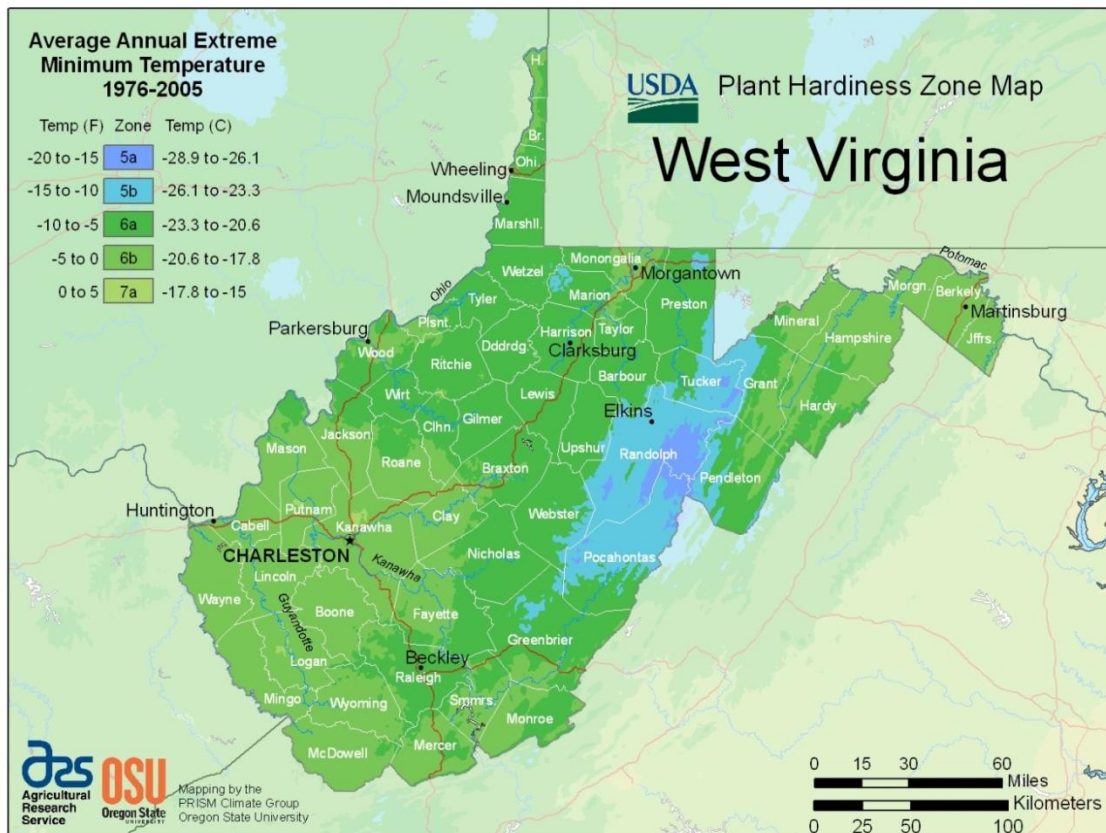 Average Annual Extreme
Minimum Temperature
1976-2005
Temp (F) Zone Temp (C)
-20 to -15 5a -28.9 to -26.1
-15 to -10 5b -26.1 to -23.3
-10 to -5 6a -23.3 to -20.6
-5 to 0 6b -20.6 to -17.8
0 to 5 7a -17.8 to -15
USDA Plant Hardiness Zone Map
West Virginia
H.
Br.
Ohi.
Wheeling
Moundsville
Marshll.
Wetzel
Monongalia
Morgantown
Marion
Preston
Ohio
Tyler
Plsnt.
Parkersburg
Wood
Dddrdg.
Harrison
Taylor
Clarksburg
Ritchie
Barbour
Tucker
Grant
Mineral
Hampshire
Morgn.
Potomac
Berkely.
Martinsburg
Jffrs.
Hardy
Wirt
Lewis
Elkins
Clhn.
Gilmer
Jackson
Mason
Roane
Upshur
Randolph
Pendleton
Braxton
Huntington
Putnam
Cabell
Kanawha
Clay
Webster
CHARLESTON
Kanawha
Nicholas
Pocahontas
Lincoln
Wayne
Guyandotte
Boone
Fayette
Logan
Greenbrier
Beckley
Raleigh
Mingo
Wyoming
Smmrs.
Monroe
McDowell
Mercer
ars
Agricultural
Research
Service
OSU
Oregon State
UNIVERSITY
Mapping by the
PRISM Climate Group
Oregon State University
0 15 30 60
Miles
Kilometers
0 25 50 100